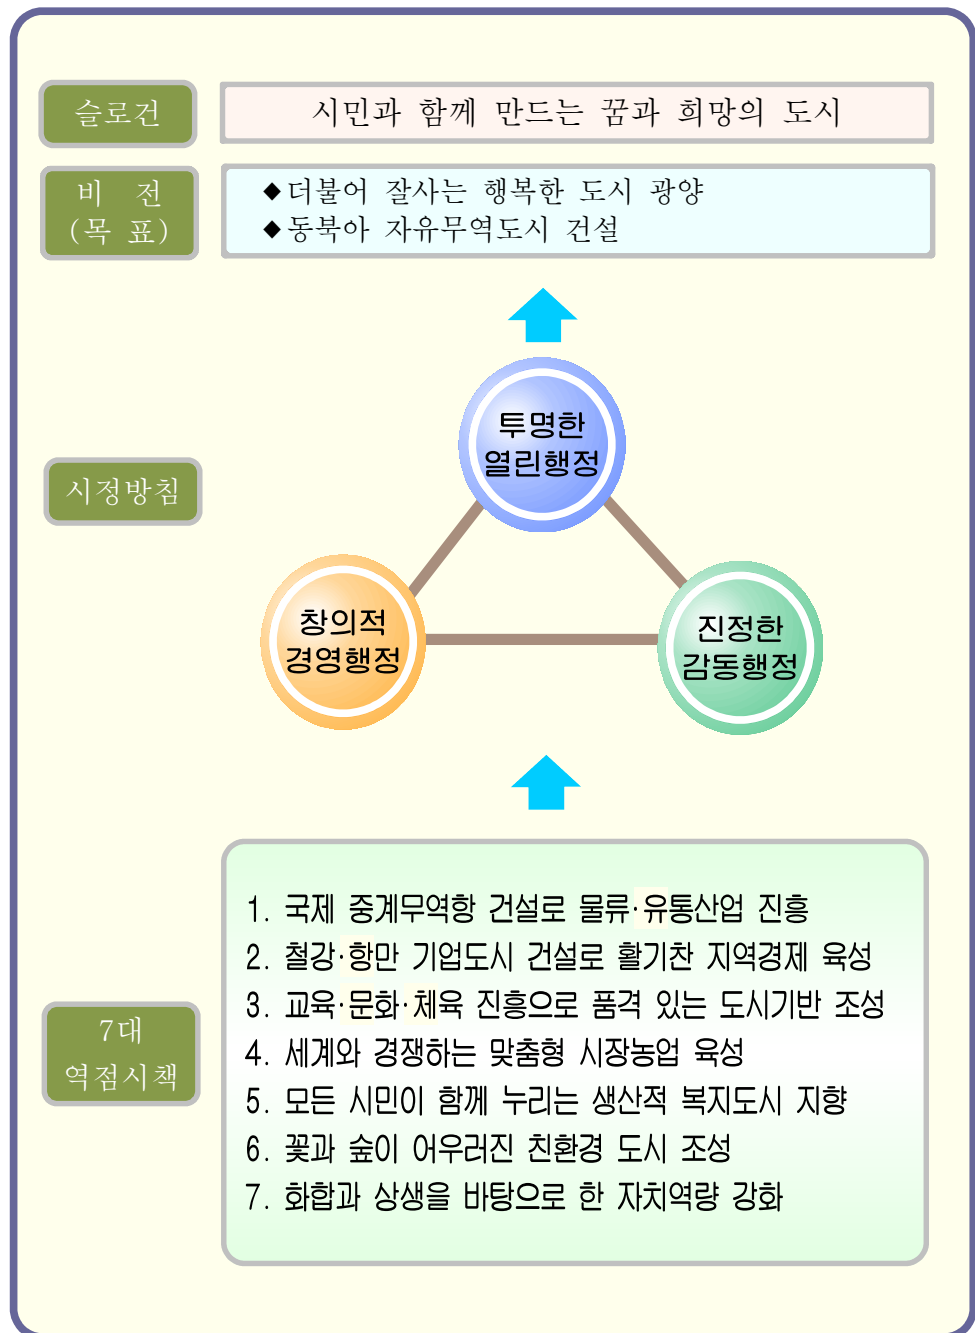 슬로건
시민과 함께 만드는 꿈과 희망의 도시
비 전
(목 표)
◆더불어 잘사는 행복한 도시 광양
◆동북아 자유무역도시 건설
시정방침
투명한
열린행정
창의적
경영행정
진정한
감동행정
7대
역점시책
1. 국제 중계무역항 건설로 물류·유통산업 진흥
2. 철강·항만 기업도시 건설로 활기찬 지역경제 육성
3. 교육·문화·체육 진흥으로 품격 있는 도시기반 조성
4. 세계와 경쟁하는 맞춤형 시장농업 육성
5. 모든 시민이 함께 누리는 생산적 복지도시 지향
6. 꽃과 숲이 어우러진 친환경 도시 조성
7. 화합과 상생을 바탕으로 한 자치역량 강화